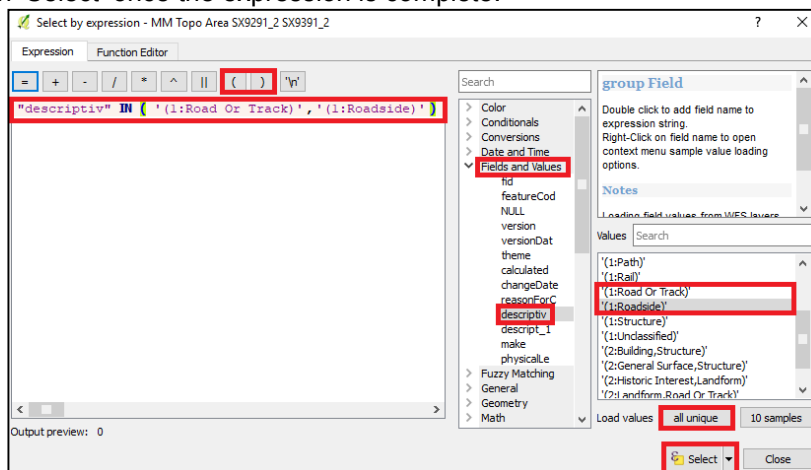 'Select' once the expression is complete.
Select by expression - MM Topo Area SX9291_2 SX9391_2
? X
Expression Function Editor
= + - / * ^ || ( ) '\n'
"descriptiv" IN ( '(1:Road Or Track)','(1:Roadside)' )
Output preview: 0
Search
> Color
> Conditionals
> Conversions
> Date and Time
Fields and Values
fid
featureCod
NULL
version
versionDat
theme
calculated
changeDate
reasonForC
descriptiv
descript_1
make
physicalLe
> Fuzzy Matching
> General
> Geometry
> Math
group Field
Double click to add field name to
expression string.
Right-Click on field name to open
context menu sample value loading
options.
Notes
Loading field values from WFS layers
Values Search
'(1:Path)'
'(1:Rail)'
'(1:Road Or Track)'
'(1:Roadside)'
'(1:Structure)'
'(1:Unclassified)'
'(2:Building,Structure)'
'(2:General Surface,Structure)'
'(2:Historic Interest,Landform)'
'(2:Landform,Road Or Track)'
Load values all unique 10 samples
Select Close